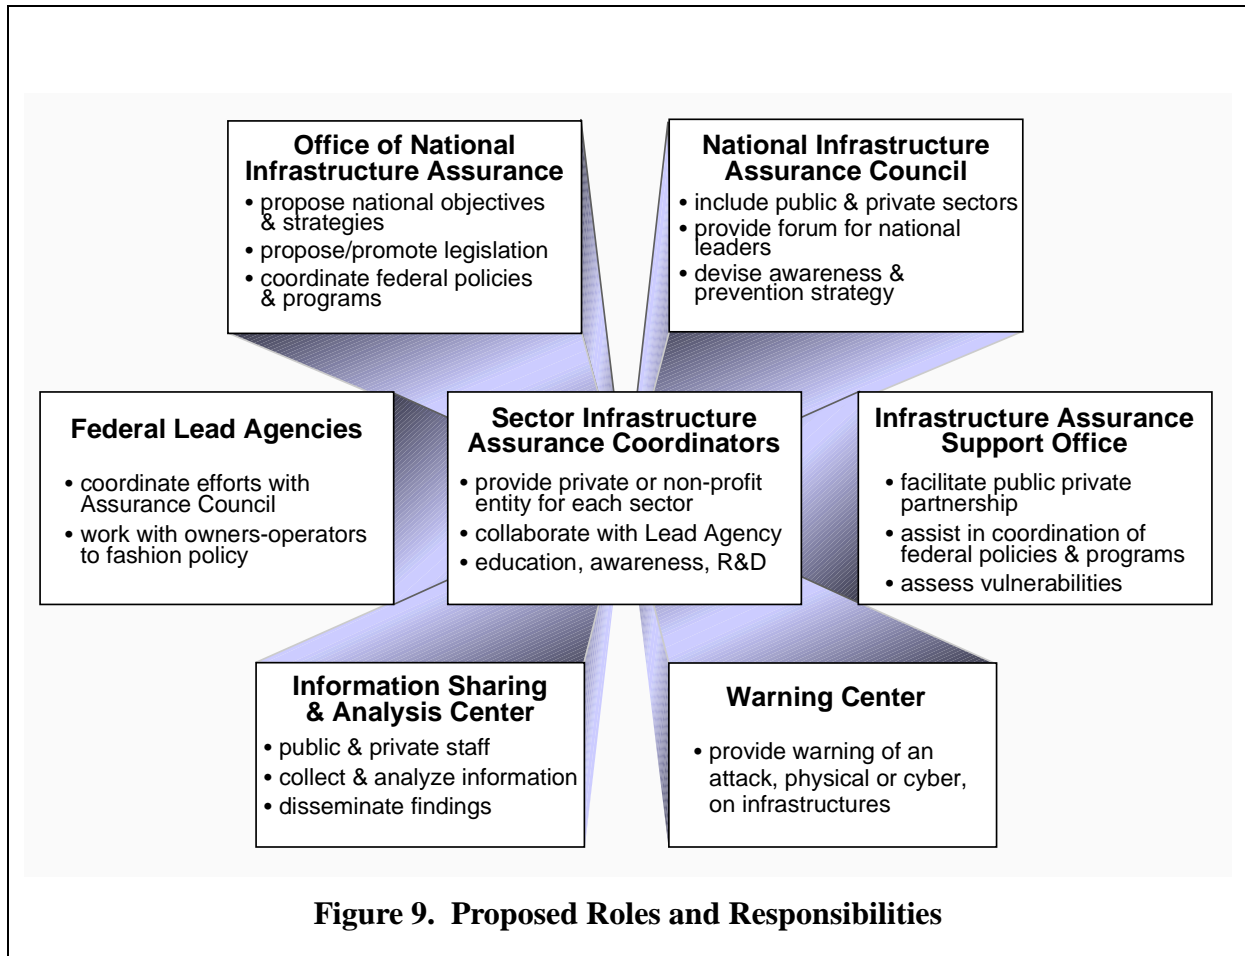 Office of National
Infrastructure Assurance
• propose national objectives
& strategies
• propose/promote legislation
• coordinate federal policies
& programs
National Infrastructure
Assurance Council
• include public & private sectors
• provide forum for national
leaders
• devise awareness &
prevention strategy
Federal Lead Agencies
• coordinate efforts with
Assurance Council
• work with owners-operators
to fashion policy
Sector Infrastructure
Assurance Coordinators
• provide private or non-profit
entity for each sector
• collaborate with Lead Agency
• education, awareness, R&D
Infrastructure Assurance
Support Office
• facilitate public private
partnership
• assist in coordination of
federal policies & programs
• assess vulnerabilities
Information Sharing
& Analysis Center
• public & private staff
• collect & analyze information
• disseminate findings
Warning Center
• provide warning of an
attack, physical or cyber,
on infrastructures
Figure 9. Proposed Roles and Responsibilities